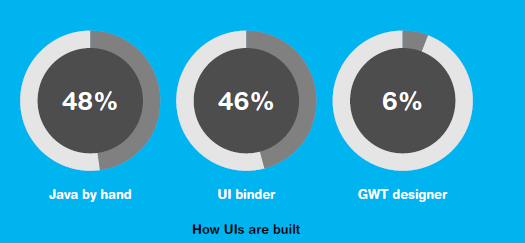 48% 46% 6%
Java by hand UI binder GWT designer
How UIs are built